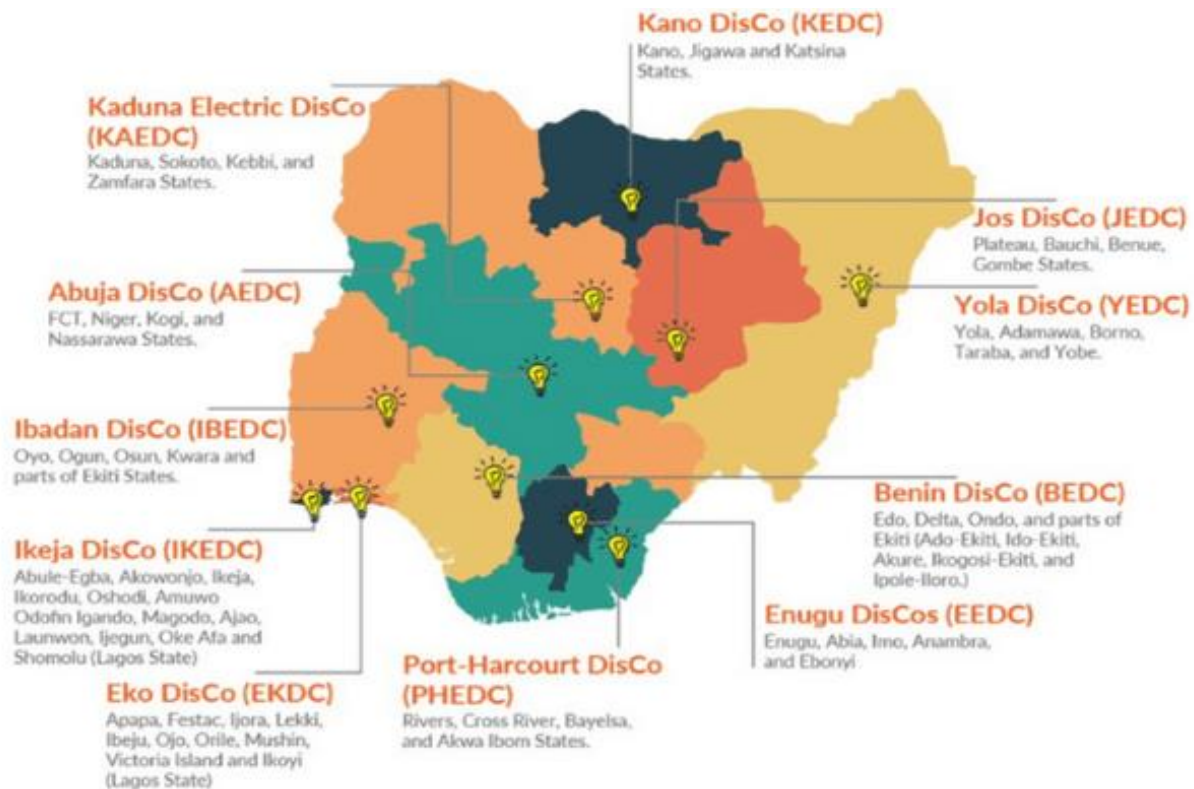 Kano DisCo (KEDC)
Kano, Jigawa and Katsina
States.
Kaduna Electric DisCo
(KAEDC)
Kaduna, Sokoto, Kebbi, and
Zamfara States.
Jos DisCo (JEDC)
Plateau, Bauchi, Benue,
Gombe States.
Abuja DisCo (AEDC)
FCT, Niger, Kogi, and
Nassarawa States.
Yola DisCo (YEDC)
Yola, Adamawa, Borno,
Taraba, and Yobe.
Ibadan DisCo (IBEDC)
Oyo, Ogun, Osun, Kwara and
parts of Ekiti States.
Benin DisCo (BEDC)
Edo, Delta, Ondo, and parts of
Ekiti (Ado-Ekiti, Ido-Ekiti,
Akure, Ikogosi-Ekiti, and
Ipole-Iloro.)
Ikeja DisCo (IKEDC)
Abule-Egba, Akowonjo, Ikeja,
Ikorodu, Oshodi, Amuwo
Odofin Igando, Magodo, Ajao,
Launwon, Ijegun, Oke Afa and
Shomolu (Lagos State)
Enugu DisCos (EEDC)
Enugu, Abia, Imo, Anambra,
and Ebonyi
Port-Harcourt DisCo
(PHEDC)
Rivers, Cross River, Bayelsa,
and Akwa Ibom States.
Eko DisCo (EKDC)
Apapa, Festac, Ijora, Lekki,
Ibeju, Ojo, Orile, Mushin,
Victoria Island and Ikoyi
(Lagos State)